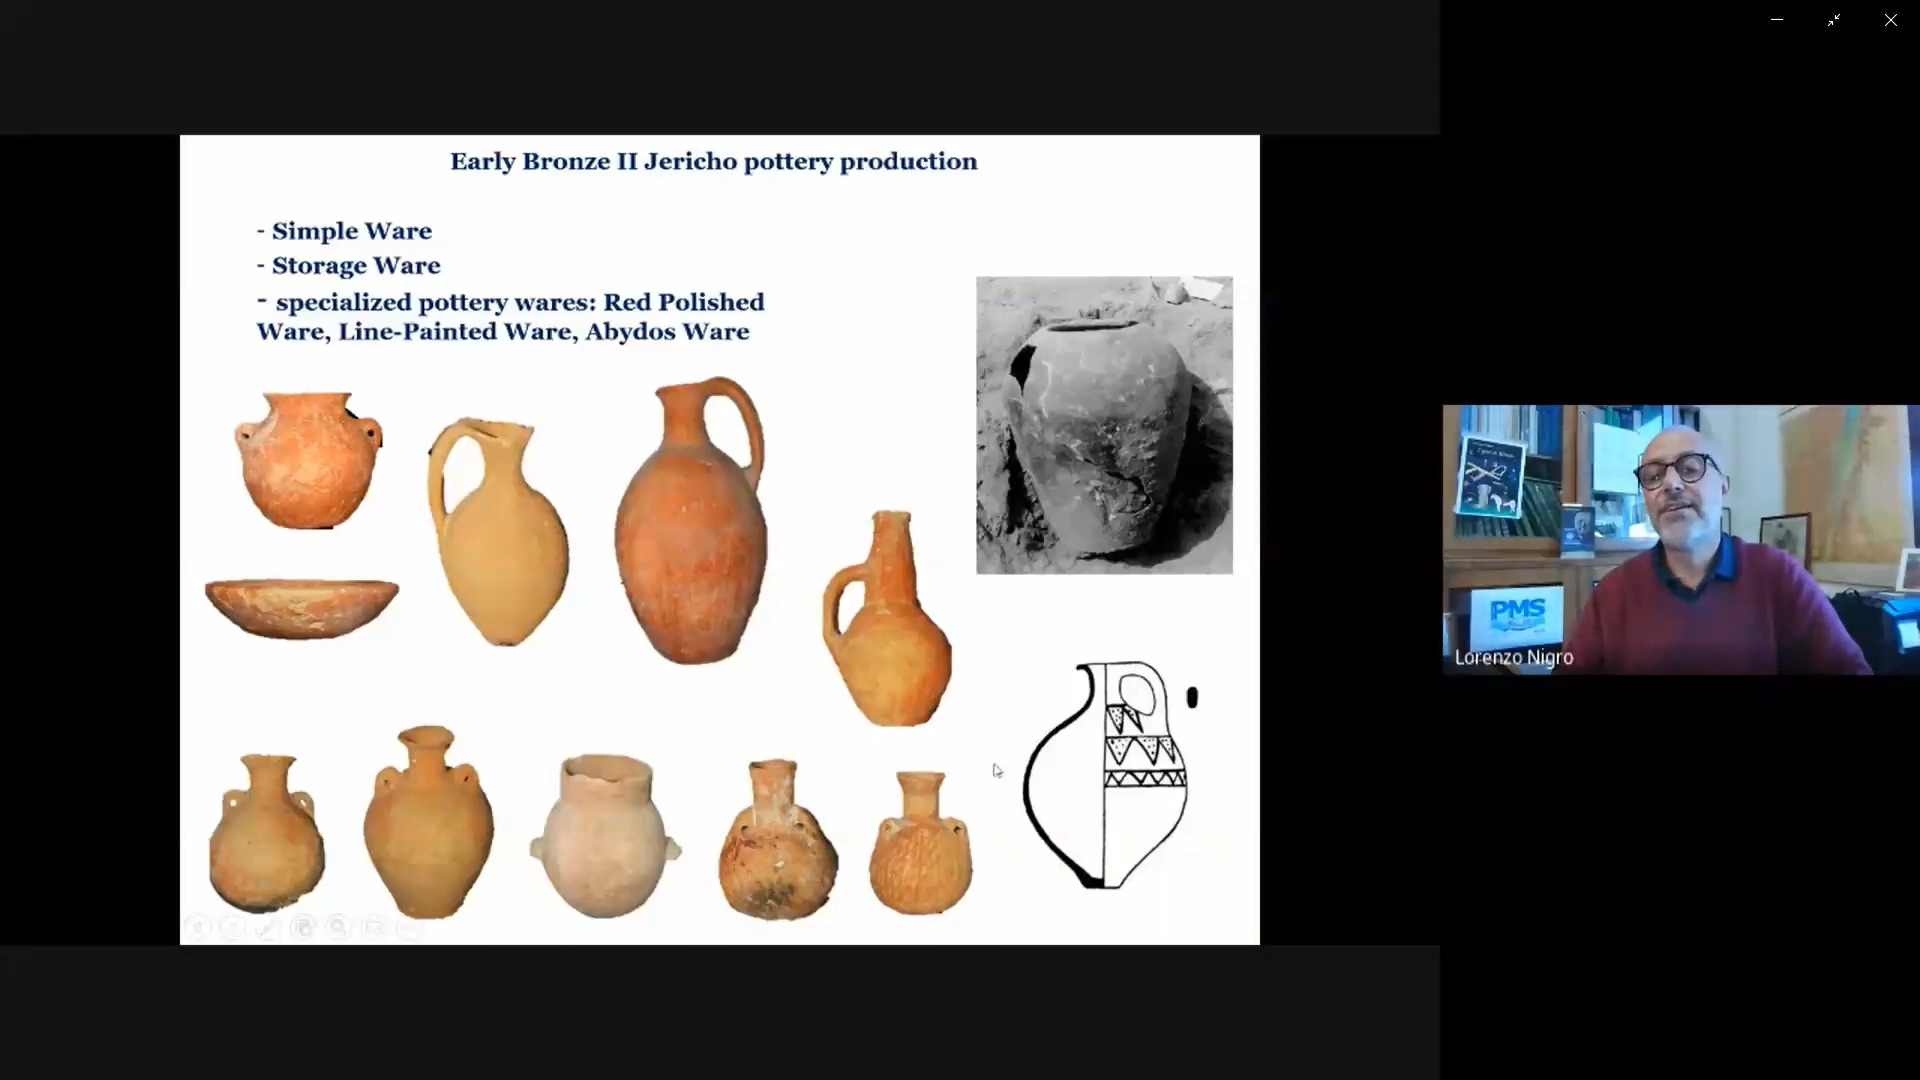 Early Bronze II Jericho pottery production
- Simple Ware
- Storage Ware
- specialized pottery wares: Red Polished
Ware, Line-Painted Ware, Abydos Ware
PMS
Lorenzo Nigro